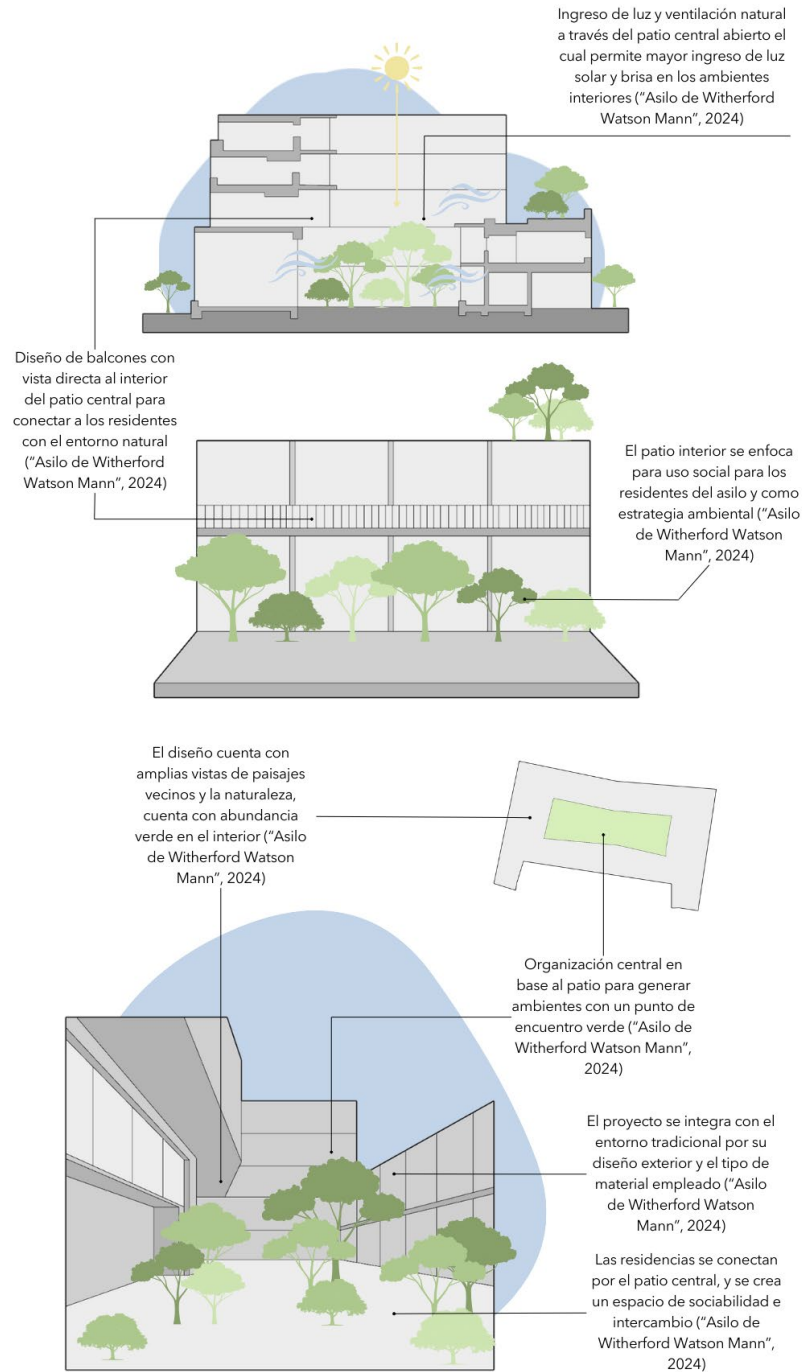 Ingreso de luz y ventilación natural
a través del patio central abierto el
cual permite mayor ingreso de luz
solar y brisa en los ambientes
interiores (“Asilo de Witherford
Watson Mann”, 2024)
Diseño de balcones con
vista directa al interior
del patio central para
conectar a los residentes
con el entorno natural
(“Asilo de Witherford
Watson Mann”, 2024)
El patio interior se enfoca
para uso social para los
residentes del asilo y como
estrategia ambiental (“Asilo
de Witherford Watson
Mann”, 2024)
El diseño cuenta con
amplias vistas de paisajes
vecinos y la naturaleza,
cuenta con abundancia
verde en el interior (“Asilo
de Witherford Watson
Mann”, 2024)
Organización central en
base al patio para generar
ambientes con un punto de
encuentro verde (“Asilo de
Witherford Watson Mann”,
2024)
El proyecto se integra con el
entorno tradicional por su
diseño exterior y el tipo de
material empleado (“Asilo
de Witherford Watson
Mann”, 2024)
Las residencias se conectan
por el patio central, y se crea
un espacio de sociabilidad e
intercambio (“Asilo de
Witherford Watson Mann”,
2024)